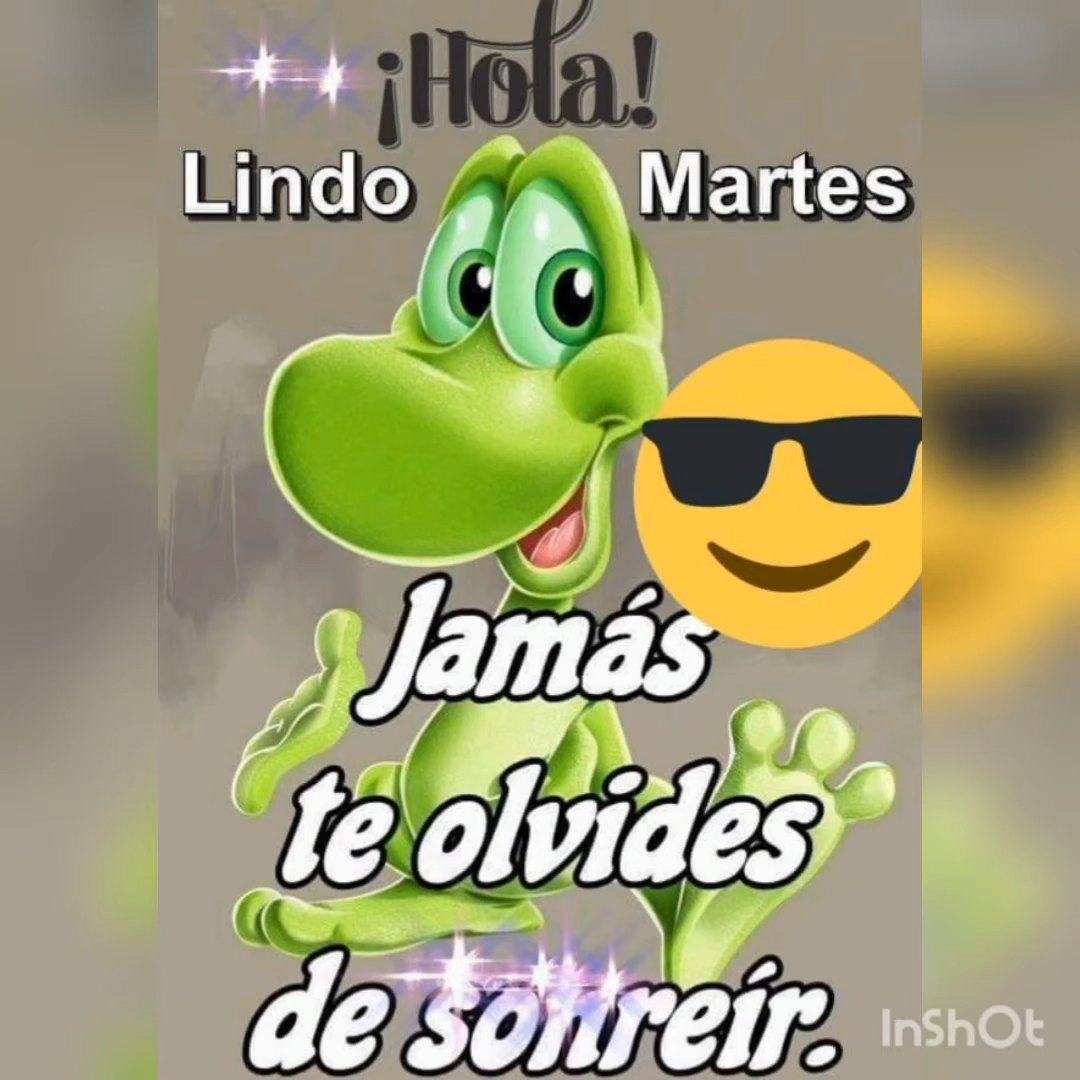 ¡Hola!
Lindo Martes
Jamás
te olvides
de sonreír.
InShOt